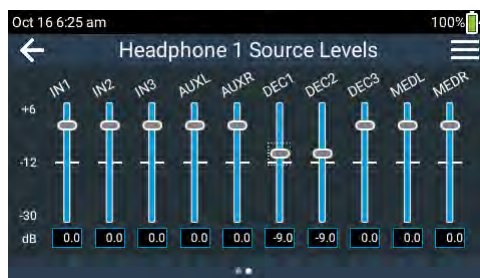 Oct 16 6:25 am 100%
Headphone 1 Source Levels
IN1 IN2 IN3 AUXL AUXR DEC1 DEC2 DEC3 MEDL MEDR
+6
-12
-30
dB 0.0 0.0 0.0 0.0 0.0 -9.0 -9.0 0.0 0.0 0.0